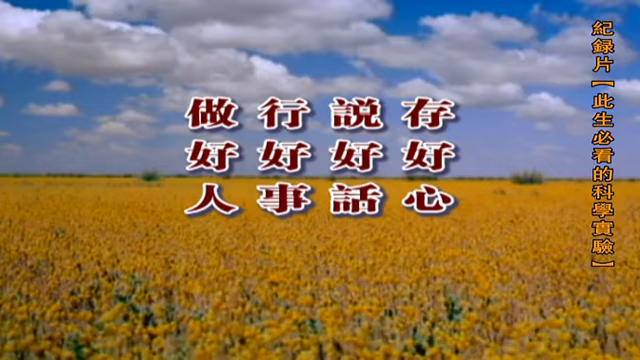 存好心
說好話
行好事
做好人
紀錄片【此生必看的科學實驗】